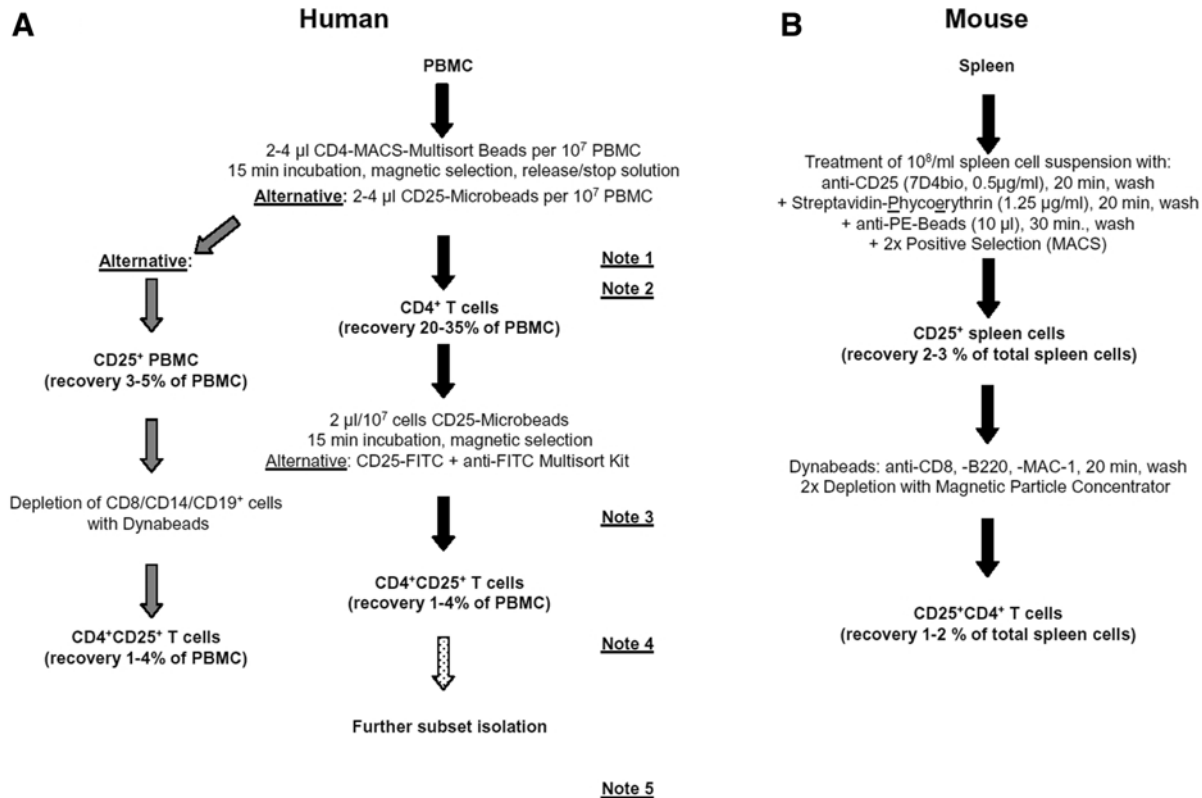 A
Human
PBMC
2-4 µl CD4-MACS-Multisort Beads per 10⁷ PBMC
15 min incubation, magnetic selection, release/stop solution
Alternative: 2-4 µl CD25-Microbeads per 10⁷ PBMC
Alternative:
CD25⁺ PBMC
(recovery 3-5% of PBMC)
Depletion of CD8/CD14/CD19⁺ cells
with Dynabeads
CD4⁺CD25⁺ T cells
(recovery 1-4% of PBMC)
Note 1
Note 2
CD4⁺ T cells
(recovery 20-35% of PBMC)
2 µl/10⁷ cells CD25-Microbeads
15 min incubation, magnetic selection
Alternative: CD25-FITC + anti-FITC Multisort Kit
Note 3
CD4⁺CD25⁺ T cells
(recovery 1-4% of PBMC)
Note 4
Further subset isolation
Note 5
B
Mouse
Spleen
Treatment of 10⁸/ml spleen cell suspension with:
anti-CD25 (7D4bio, 0.5µg/ml), 20 min, wash
+ Streptavidin-Phycoerythrin (1.25 µg/ml), 20 min, wash
+ anti-PE-Beads (10 µl), 30 min., wash
+ 2x Positive Selection (MACS)
CD25⁺ spleen cells
(recovery 2-3 % of total spleen cells)
Dynabeads: anti-CD8, -B220, -MAC-1, 20 min, wash
2x Depletion with Magnetic Particle Concentrator
CD25⁺CD4⁺ T cells
(recovery 1-2 % of total spleen cells)